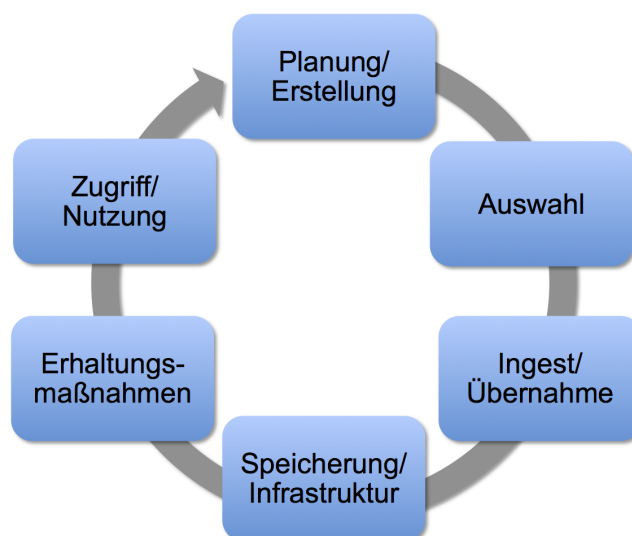 Planung/
Erstellung
Auswahl
Ingest/
Übernahme
Speicherung/
Infrastruktur
Erhaltungs-
maßnahmen
Zugriff/
Nutzung